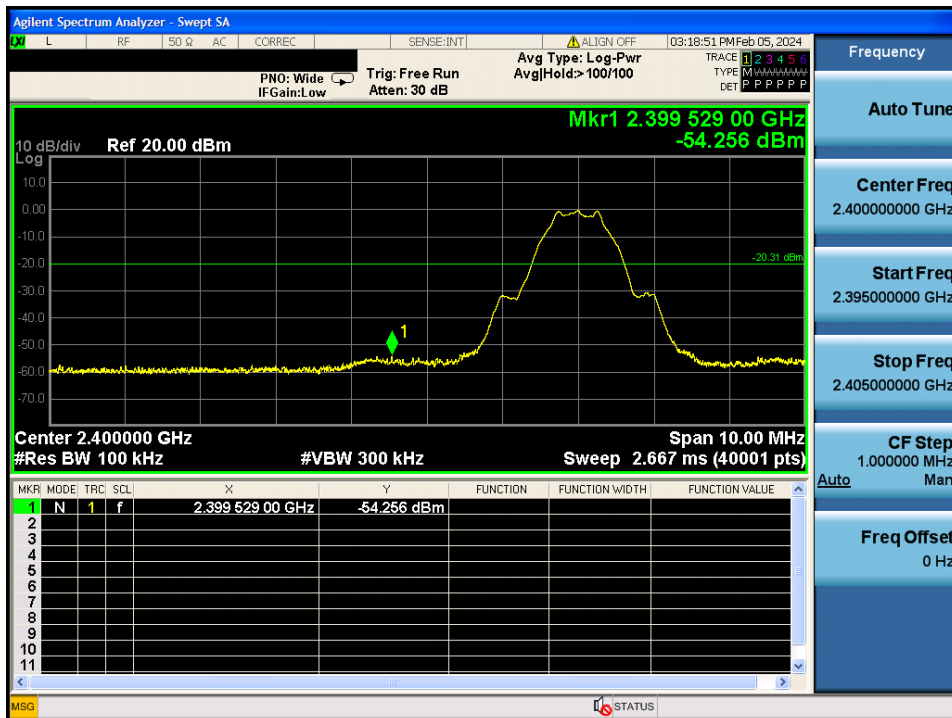 Agilent Spectrum Analyzer - Swept SA
LXI L RF 50 Ω AC CORREC SENSE:INT ALIGN OFF 03:18:51 PM Feb 05, 2024
PNO: Wide
IFGain:Low
Trig: Free Run
Atten: 30 dB
Avg Type: Log-Pwr
Avg|Hold:> 100/100
TRACE 1 2 3 4 5 6
TYPE M
DET P P P P P P
Mkr1 2.399 529 00 GHz
-54.256 dBm
10 dB/div
Log
Ref 20.00 dBm
10.0
0.00
-10.0
-20.0
-30.0
-40.0
-50.0
-60.0
-70.0
-20.31 dBm
1
Center 2.400000 GHz Span 10.00 MHz
#Res BW 100 kHz #VBW 300 kHz Sweep 2.667 ms (40001 pts)
MKR MODE TRC SCL X Y FUNCTION FUNCTION WIDTH FUNCTION VALUE
1 N 1 f 2.399 529 00 GHz -54.256 dBm
2
3
4
5
6
7
8
9
10
11
MSG STATUS
Frequency
Auto Tune
Center Freq
2.400000000 GHz
Start Freq
2.395000000 GHz
Stop Freq
2.405000000 GHz
CF Step
1.000000 MHz
Auto Man
Freq Offset
0 Hz